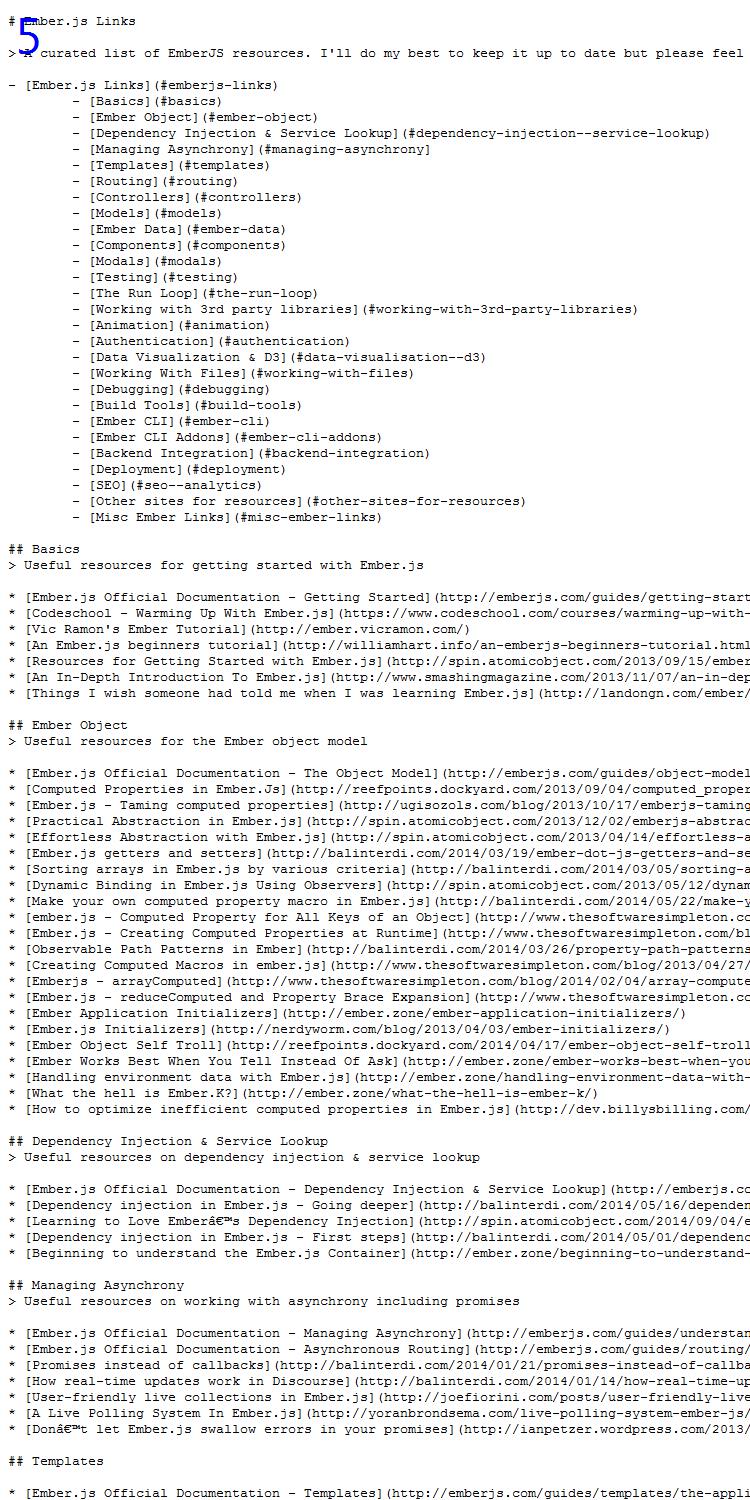 5
# Ember.js Links
> A curated list of EmberJS resources. I'll do my best to keep it up to date but please feel
- [Ember.js Links](#emberjs-links)
- [Basics](#basics)
- [Ember Object](#ember-object)
- [Dependency Injection & Service Lookup](#dependency-injection--service-lookup)
- [Managing Asynchrony](#managing-asynchrony]
- [Templates](#templates)
- [Routing](#routing)
- [Controllers](#controllers)
- [Models](#models)
- [Ember Data](#ember-data)
- [Components](#components)
- [Modals](#modals)
- [Testing](#testing)
- [The Run Loop](#the-run-loop)
- [Working with 3rd party libraries](#working-with-3rd-party-libraries)
- [Animation](#animation)
- [Authentication](#authentication)
- [Data Visualization & D3](#data-visualisation--d3)
- [Working With Files](#working-with-files)
- [Debugging](#debugging)
- [Build Tools](#build-tools)
- [Ember CLI](#ember-cli)
- [Ember CLI Addons](#ember-cli-addons)
- [Backend Integration](#backend-integration)
- [Deployment](#deployment)
- [SEO](#seo--analytics)
- [Other sites for resources](#other-sites-for-resources)
- [Misc Ember Links](#misc-ember-links)
## Basics
> Useful resources for getting started with Ember.js
* [Ember.js Official Documentation - Getting Started](http://emberjs.com/guides/getting-start
* [Codeschool - Warming Up With Ember.js](https://www.codeschool.com/courses/warming-up-with-
* [Vic Ramon's Ember Tutorial](http://ember.vicramon.com/)
* [An Ember.js beginners tutorial](http://williamhart.info/an-emberjs-beginners-tutorial.html
* [Resources for Getting Started with Ember.js](http://spin.atomicobject.com/2013/09/15/ember
* [An In-Depth Introduction To Ember.js](http://www.smashingmagazine.com/2013/11/07/an-in-dep
* [Things I wish someone had told me when I was learning Ember.js](http://landongn.com/ember/
## Ember Object
> Useful resources for the Ember object model
* [Ember.js Official Documentation - The Object Model](http://emberjs.com/guides/object-model
* [Computed Properties in Ember.Js](http://reefpoints.dockyard.com/2013/09/04/computed_proper
* [Ember.js - Taming computed properties](http://ugisozols.com/blog/2013/10/17/emberjs-taming
* [Practical Abstraction in Ember.js](http://spin.atomicobject.com/2013/12/02/emberjs-abstrac
* [Effortless Abstraction with Ember.js](http://spin.atomicobject.com/2013/04/14/effortless-a
* [Ember.js getters and setters](http://balinterdi.com/2014/03/19/ember-dot-js-getters-and-se
* [Sorting arrays in Ember.js by various criteria](http://balinterdi.com/2014/03/05/sorting-a
* [Dynamic Binding in Ember.js Using Observers](http://spin.atomicobject.com/2013/05/12/dynam
* [Make your own computed property macro in Ember.js](http://balinterdi.com/2014/05/22/make-y
* [ember.js - Computed Property for All Keys of an Object](http://www.thesoftwaresimpleton.co
* [Ember.js - Creating Computed Properties at Runtime](http://www.thesoftwaresimpleton.com/bl
* [Observable Path Patterns in Ember](http://balinterdi.com/2014/03/26/property-path-patterns
* [Creating Computed Macros in ember.js](http://www.thesoftwaresimpleton.com/blog/2013/04/27/
* [Emberjs - arrayComputed](http://www.thesoftwaresimpleton.com/blog/2014/02/04/array-compute
* [Ember.js - reduceComputed and Property Brace Expansion](http://www.thesoftwaresimpleton.co
* [Ember Application Initializers](http://ember.zone/ember-application-initializers/)
* [Ember.js Initializers](http://nerdyworm.com/blog/2013/04/03/ember-initializers/)
* [Ember Object Self Troll](http://reefpoints.dockyard.com/2014/04/17/ember-object-self-troll
* [Ember Works Best When You Tell Instead Of Ask](http://ember.zone/ember-works-best-when-you
* [Handling environment data with Ember.js](http://ember.zone/handling-environment-data-with-
* [What the hell is Ember.K?](http://ember.zone/what-the-hell-is-ember-k/)
* [How to optimize inefficient computed properties in Ember.js](http://dev.billysbilling.com/
## Dependency Injection & Service Lookup
> Useful resources on dependency injection & service lookup
* [Ember.js Official Documentation - Dependency Injection & Service Lookup](http://emberjs.co
* [Dependency injection in Ember.js - Going deeper](http://balinterdi.com/2014/05/16/dependen
* [Learning to Love Emberâ€™s Dependency Injection](http://spin.atomicobject.com/2014/09/04/e
* [Dependency injection in Ember.js - First steps](http://balinterdi.com/2014/05/01/dependenc
* [Beginning to understand the Ember.js Container](http://ember.zone/beginning-to-understand-
## Managing Asynchrony
> Useful resources on working with asynchrony including promises
* [Ember.js Official Documentation - Managing Asynchrony](http://emberjs.com/guides/understan
* [Ember.js Official Documentation - Asynchronous Routing](http://emberjs.com/guides/routing/
* [Promises instead of callbacks](http://balinterdi.com/2014/01/21/promises-instead-of-callba
* [How real-time updates work in Discourse](http://balinterdi.com/2014/01/14/how-real-time-up
* [User-friendly live collections in Ember.js](http://joefiorini.com/posts/user-friendly-live
* [A Live Polling System In Ember.js](http://yoranbrondsema.com/live-polling-system-ember-js/
* [Donâ€™t let Ember.js swallow errors in your promises](http://ianpetzer.wordpress.com/2013/
## Templates
* [Ember.js Official Documentation - Templates](http://emberjs.com/guides/templates/the-appli